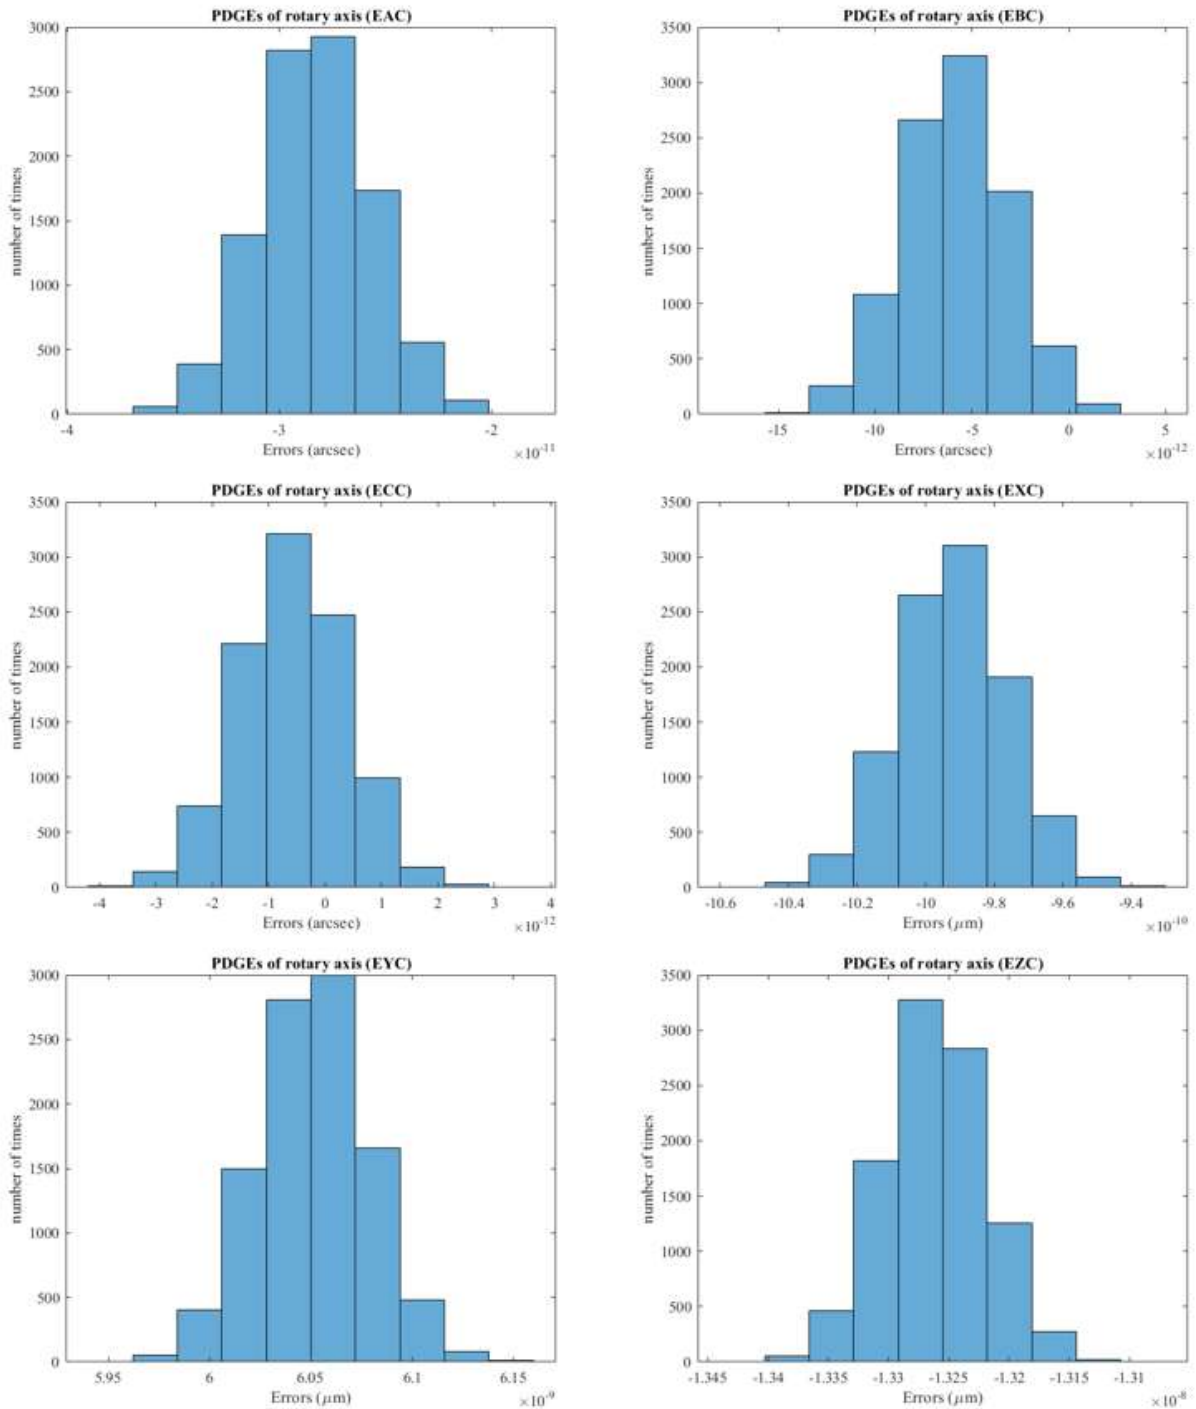 PDGEs of rotary axis (EAC)
number of times
3000
2500
2000
1500
1000
500
0
-4 -3 -2
Errors (arcsec)
×10⁻¹¹
PDGEs of rotary axis (EBC)
number of times
3500
3000
2500
2000
1500
1000
500
0
-15 -10 -5 0 5
Errors (arcsec)
×10⁻¹²
PDGEs of rotary axis (ECC)
number of times
3500
3000
2500
2000
1500
1000
500
0
-4 -3 -2 -1 0 1 2 3 4
Errors (arcsec)
×10⁻¹²
PDGEs of rotary axis (EXC)
number of times
3500
3000
2500
2000
1500
1000
500
0
-10.6 -10.4 -10.2 -10 -9.8 -9.6 -9.4
Errors (μm)
×10⁻¹⁰
PDGEs of rotary axis (EYC)
number of times
3000
2500
2000
1500
1000
500
0
5.95 6 6.05 6.1 6.15
Errors (μm)
×10⁻⁹
PDGEs of rotary axis (EZC)
number of times
3500
3000
2500
2000
1500
1000
500
0
-1.345 -1.34 -1.335 -1.33 -1.325 -1.32 -1.315 -1.31
Errors (μm)
×10⁻⁸